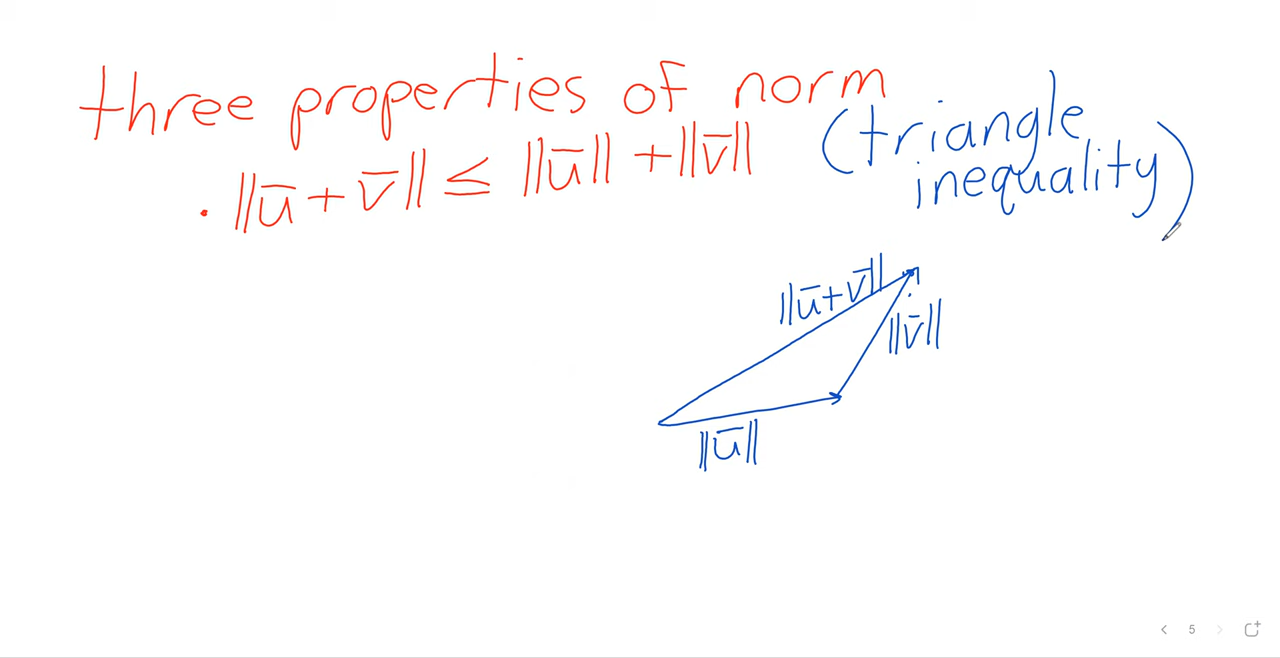 three properties of norm
· ||ū + v̄|| ≤ ||ū|| + ||v̄||
(triangle
inequality)
||ū+v̄||
||v̄||
||ū||
5